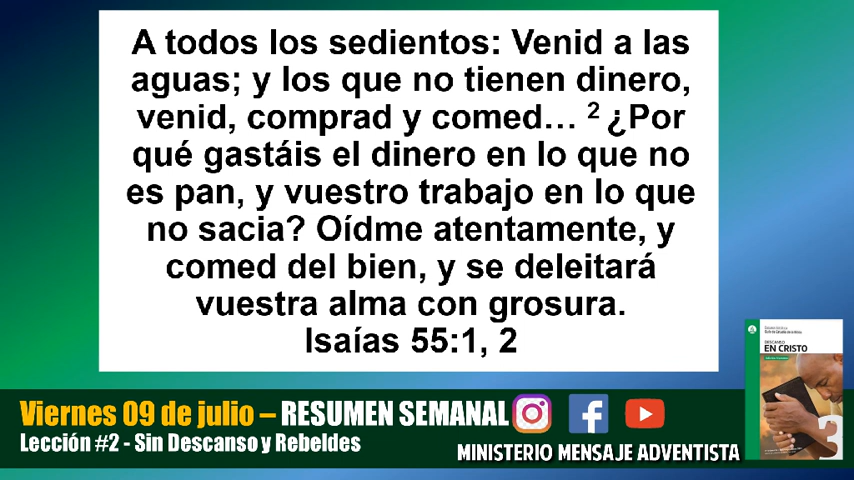 A todos los sedientos: Venid a las
aguas; y los que no tienen dinero,
venid, comprad y comed… ² ¿Por
qué gastáis el dinero en lo que no
es pan, y vuestro trabajo en lo que
no sacia? Oídme atentamente, y
comed del bien, y se deleitará
vuestra alma con grosura.
Isaías 55:1, 2
DESCANSO
EN CRISTO
3
Viernes 09 de julio – RESUMEN SEMANAL
Lección #2 - Sin Descanso y Rebeldes
MINISTERIO MENSAJE ADVENTISTA